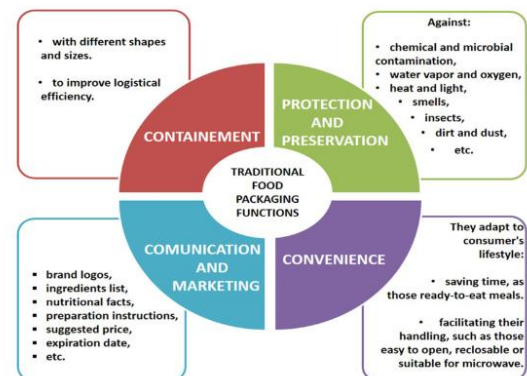 • with different shapes
and sizes.
• to improve logistical
efficiency.
Against:
• chemical and microbial
contamination,
• water vapor and oxygen,
• heat and light,
• smells,
• insects,
• dirt and dust,
• etc.
CONTAINEMENT
PROTECTION
AND
PRESERVATION
TRADITIONAL
FOOD
PACKAGING
FUNCTIONS
COMUNICATION
AND
MARKETING
CONVENIENCE
▪ brand logos,
▪ ingredients list,
▪ nutritional facts,
▪ preparation instructions,
▪ suggested price,
▪ expiration date,
▪ etc.
They adapt to
consumer's
lifestyle:
• saving time, as
those ready-to-eat meals.
• facilitating their
handling, such as those
easy to open, reclosable or
suitable for microwave.